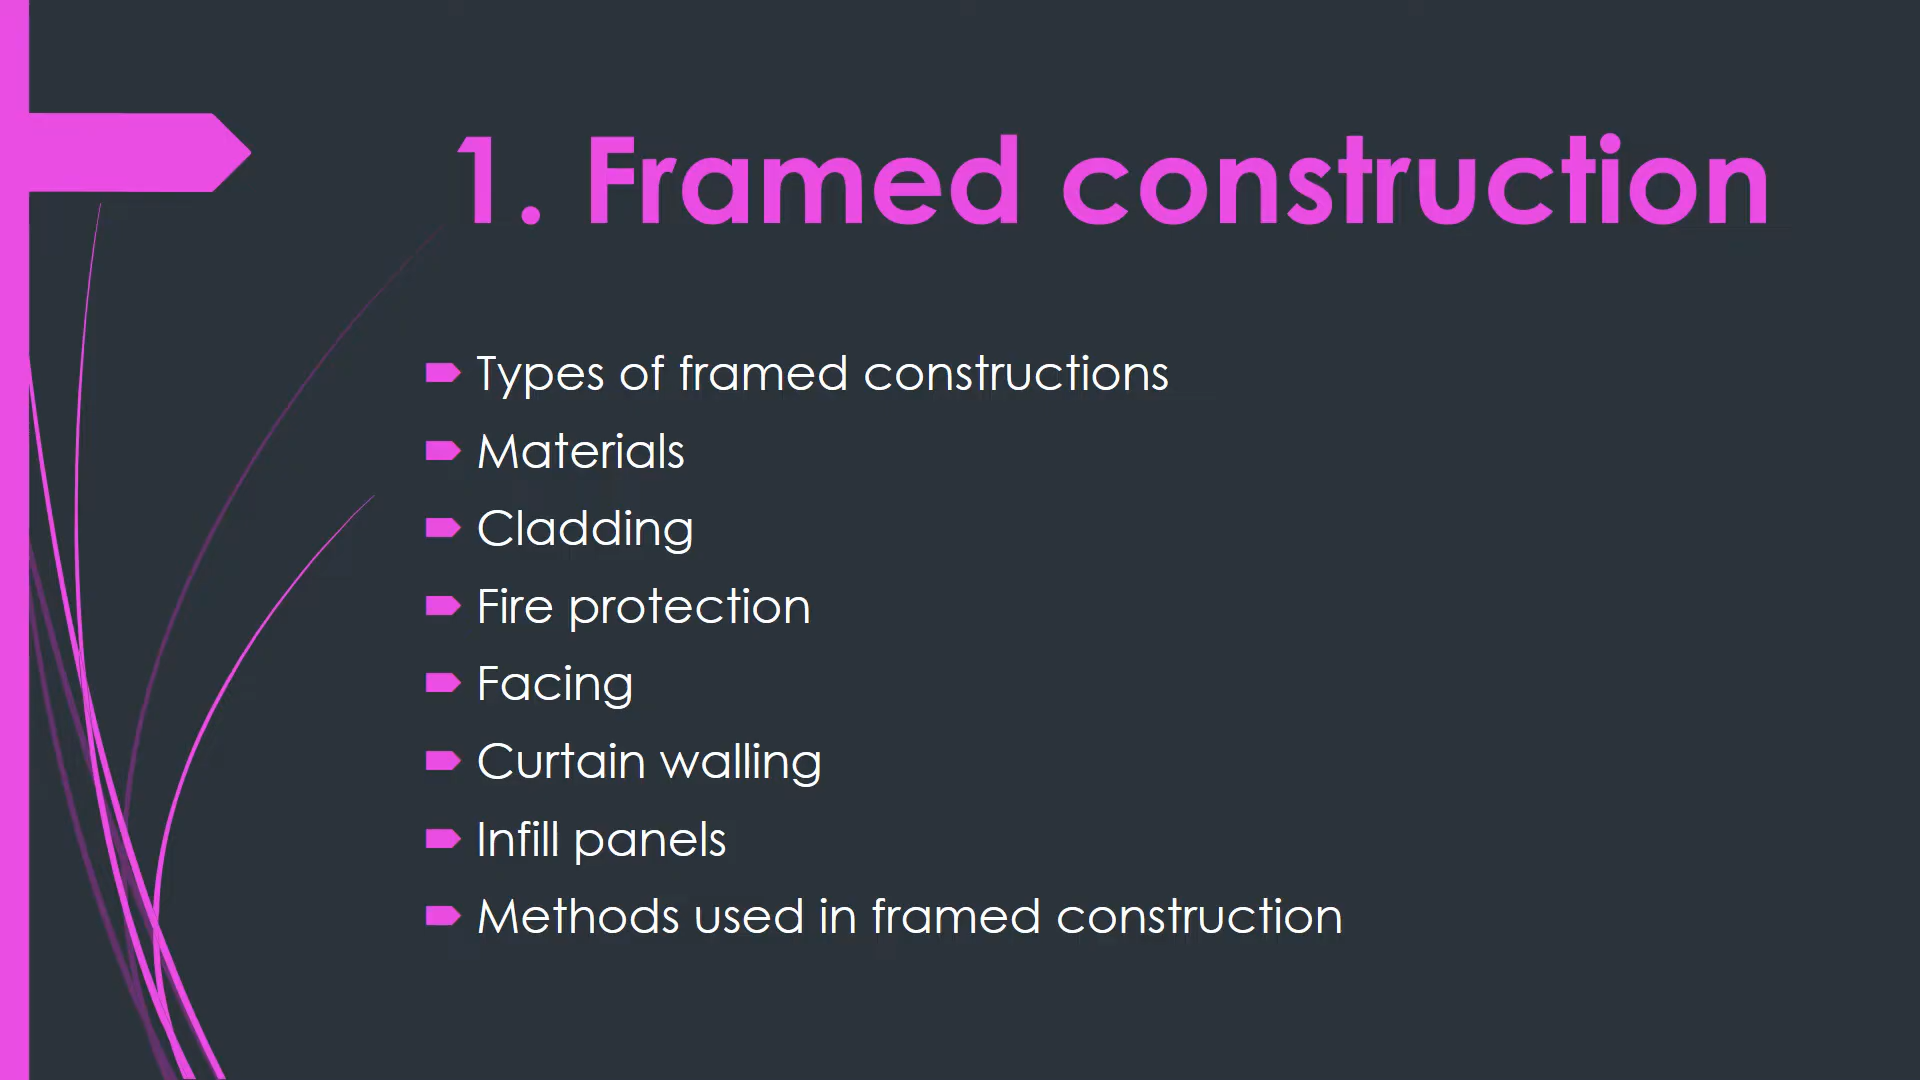 1. Framed construction
Types of framed constructions
Materials
Cladding
Fire protection
Facing
Curtain walling
Infill panels
Methods used in framed construction